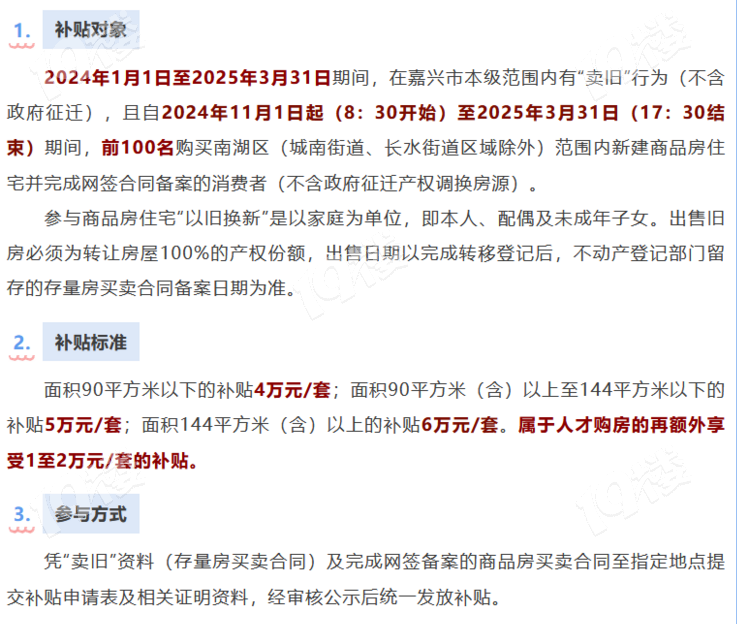 1. 补贴对象
2024年1月1日至2025年3月31日期间，在嘉兴市本级范围内有“卖旧”行为（不含
政府征迁），且自2024年11月1日起（8：30开始）至2025年3月31日（17：30结
束）期间，前100名购买南湖区（城南街道、长水街道区域除外）范围内新建商品房住
宅并完成网签合同备案的消费者（不含政府征迁产权调换房源）。
参与商品房住宅“以旧换新”是以家庭为单位，即本人、配偶及未成年子女。出售旧
房必须为转让房屋100%的产权份额，出售日期以完成转移登记后，不动产登记部门留
存的存量房买卖合同备案日期为准。
2. 补贴标准
面积90平方米以下的补贴4万元/套；面积90平方米（含）以上至144平方米以下的
补贴5万元/套；面积144平方米（含）以上的补贴6万元/套。属于人才购房的再额外享
受1至2万元/套的补贴。
3. 参与方式
凭“卖旧”资料（存量房买卖合同）及完成网签备案的商品房买卖合同至指定地点提
交补贴申请表及相关证明资料，经审核公示后统一发放补贴。
19楼
19楼
19楼
19楼
19楼